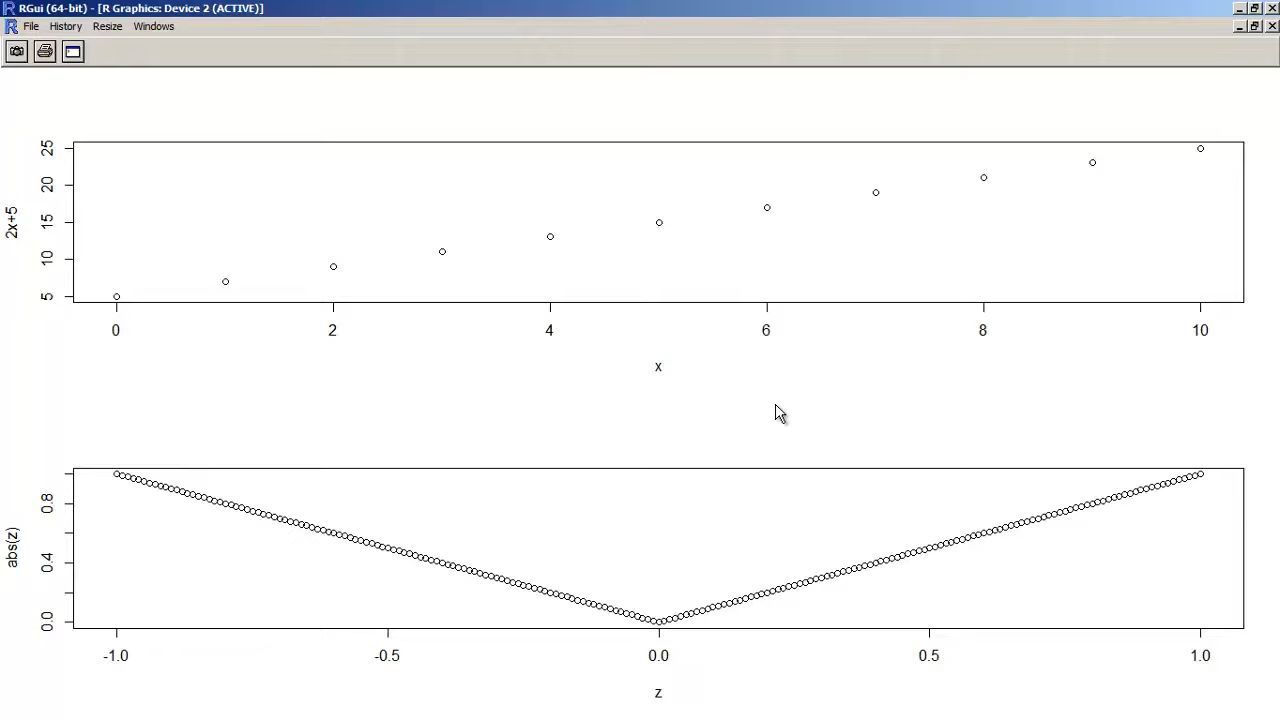 RGui (64-bit) - [R Graphics: Device 2 (ACTIVE)]
File History Resize Windows
25
20
15
10
5
2x+5
0 2 4 6 8 10
x
0.8
0.4
0.0
abs(z)
-1.0 -0.5 0.0 0.5 1.0
z